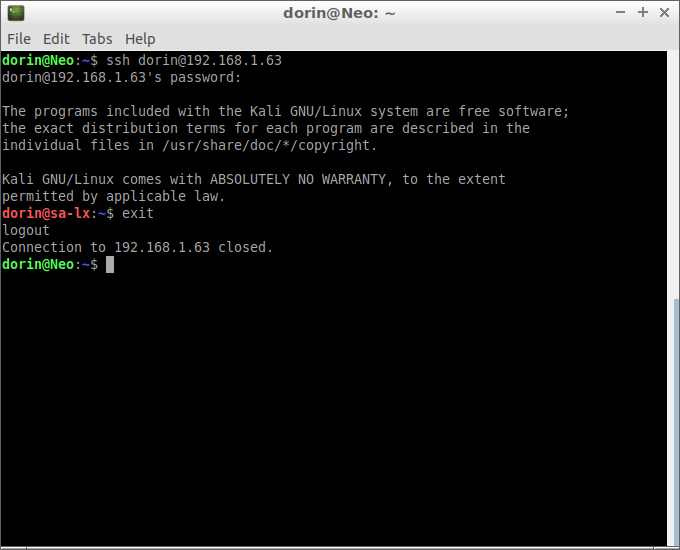 dorin@Neo: ~
File Edit Tabs Help
dorin@Neo:~$ ssh dorin@192.168.1.63
dorin@192.168.1.63's password:
The programs included with the Kali GNU/Linux system are free software;
the exact distribution terms for each program are described in the
individual files in /usr/share/doc/*/copyright.
Kali GNU/Linux comes with ABSOLUTELY NO WARRANTY, to the extent
permitted by applicable law.
dorin@sa-lx:~$ exit
logout
Connection to 192.168.1.63 closed.
dorin@Neo:~$